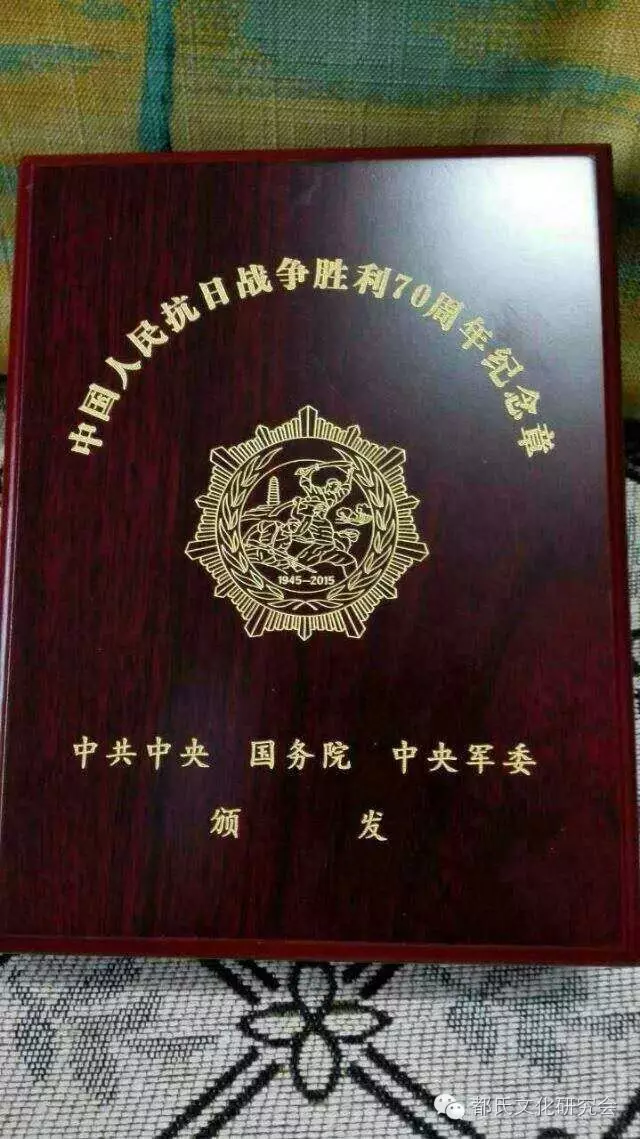 中国人民抗日战争胜利70周年纪念章
1945—2015
中共中央 国务院 中央军委
颁 发
都氏文化研究会